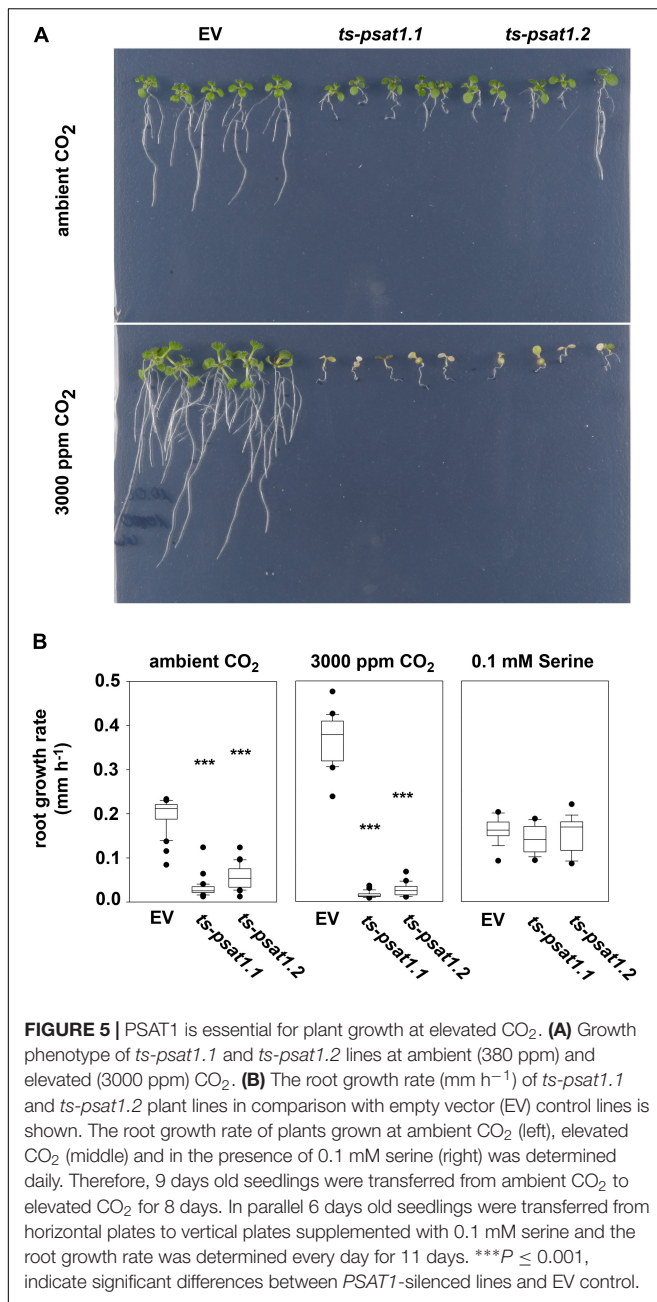 A
EV ts-psat1.1 ts-psat1.2
ambient CO₂
3000 ppm CO₂
B
ambient CO₂ 3000 ppm CO₂ 0.1 mM Serine
root growth rate
(mm h⁻¹)
0.5
0.4
0.3
0.2
0.1
0.0
*** ***
*** ***
EV ts-psat1.1 ts-psat1.2 EV ts-psat1.1 ts-psat1.2 EV ts-psat1.1 ts-psat1.2
FIGURE 5 | PSAT1 is essential for plant growth at elevated CO₂. (A) Growth
phenotype of ts-psat1.1 and ts-psat1.2 lines at ambient (380 ppm) and
elevated (3000 ppm) CO₂. (B) The root growth rate (mm h⁻¹) of ts-psat1.1
and ts-psat1.2 plant lines in comparison with empty vector (EV) control lines is
shown. The root growth rate of plants grown at ambient CO₂ (left), elevated
CO₂ (middle) and in the presence of 0.1 mM serine (right) was determined
daily. Therefore, 9 days old seedlings were transferred from ambient CO₂ to
elevated CO₂ for 8 days. In parallel 6 days old seedlings were transferred from
horizontal plates to vertical plates supplemented with 0.1 mM serine and the
root growth rate was determined every day for 11 days. ***P ≤ 0.001,
indicate significant differences between PSAT1-silenced lines and EV control.